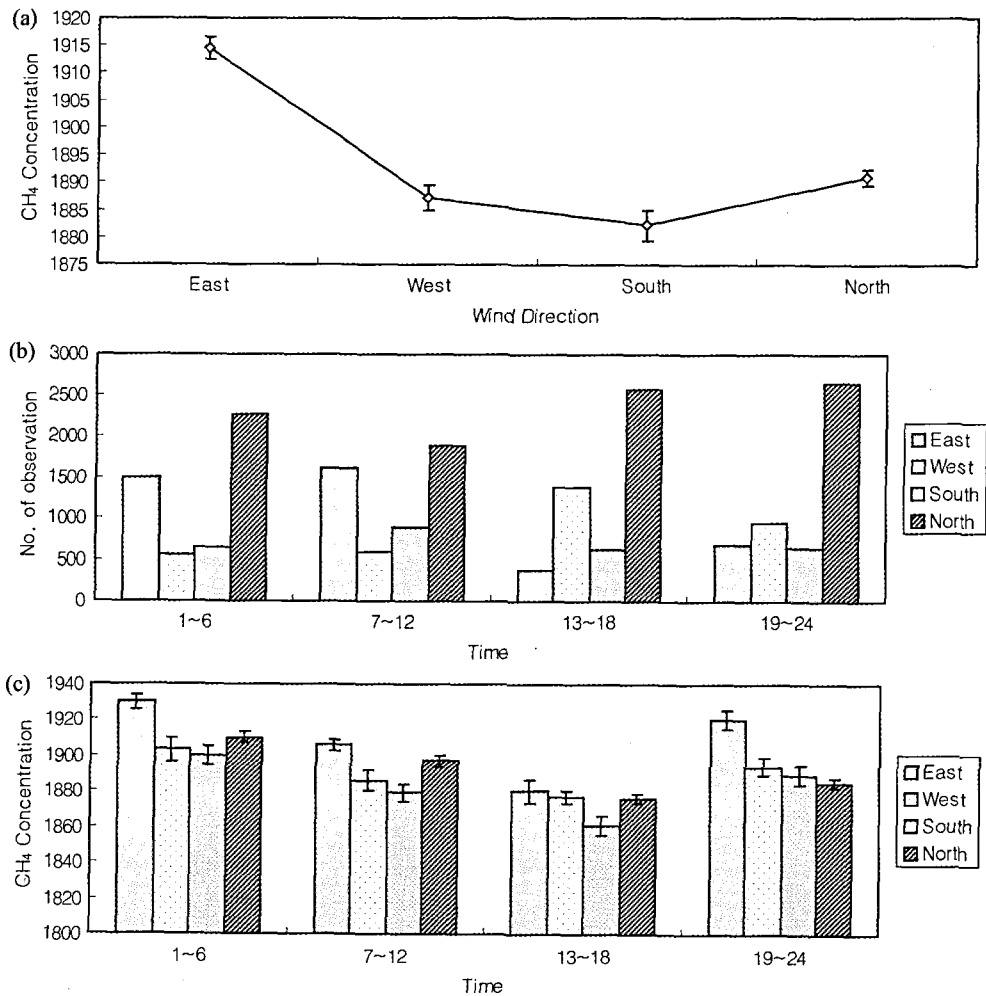 (a)
1920
1915
1910
1905
1900
1895
1890
1885
1880
1875
CH₄ Concentration
East West South North
Wind Direction
(b)
3000
2500
2000
1500
1000
500
0
No. of observation
1~6 7~12 13~18 19~24
Time
East
West
South
North
(c)
1940
1920
1900
1880
1860
1840
1820
1800
CH₄ Concentration
1~6 7~12 13~18 19~24
Time
East
West
South
North